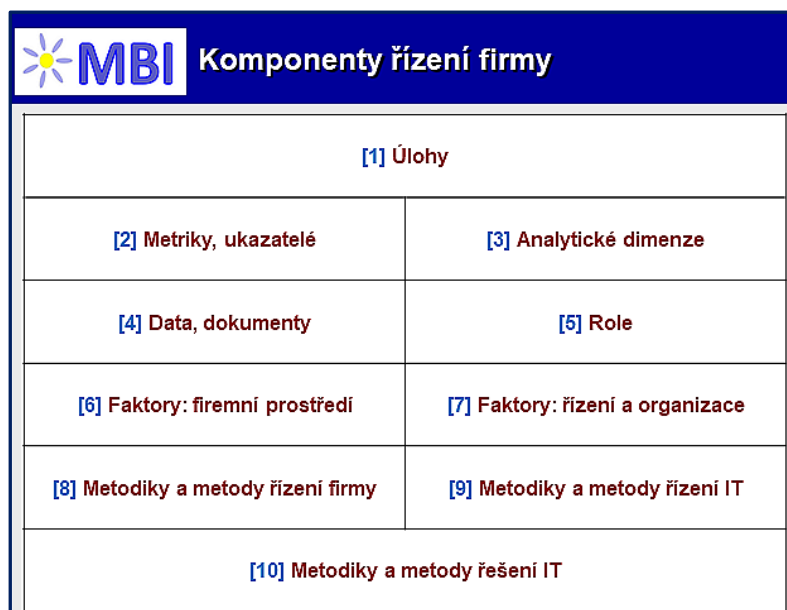 MBI Komponenty řízení firmy
[1] Úlohy
[2] Metriky, ukazatelé
[3] Analytické dimenze
[4] Data, dokumenty
[5] Role
[6] Faktory: firemní prostředí
[7] Faktory: řízení a organizace
[8] Metodiky a metody řízení firmy
[9] Metodiky a metody řízení IT
[10] Metodiky a metody řešení IT